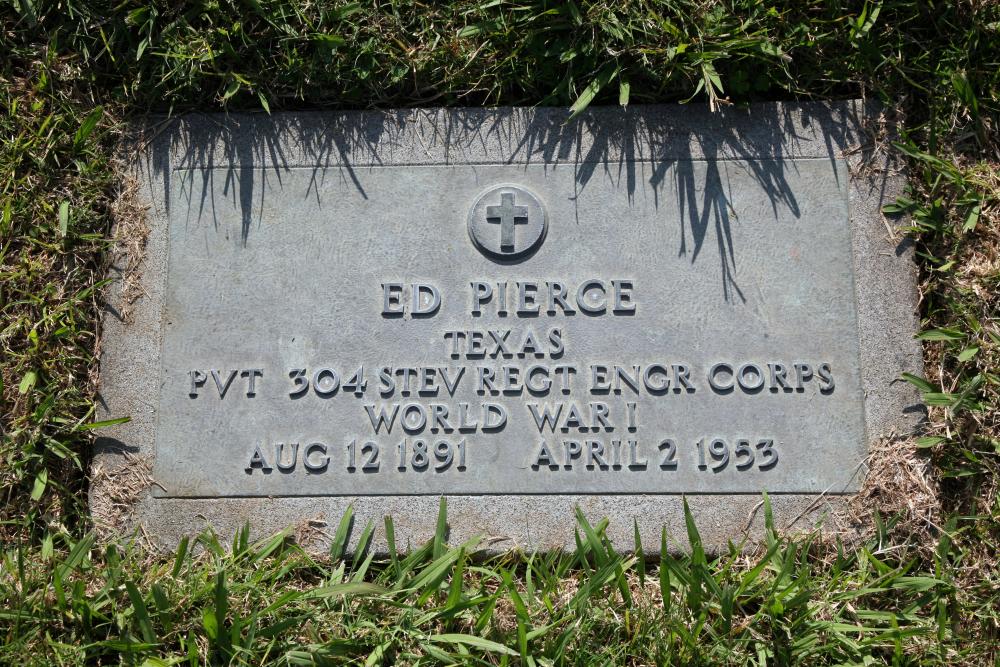 ED PIERCE
TEXAS
PVT 304 STEV REGT ENGR CORPS
WORLD WAR I
AUG 12 1891 APRIL 2 1953